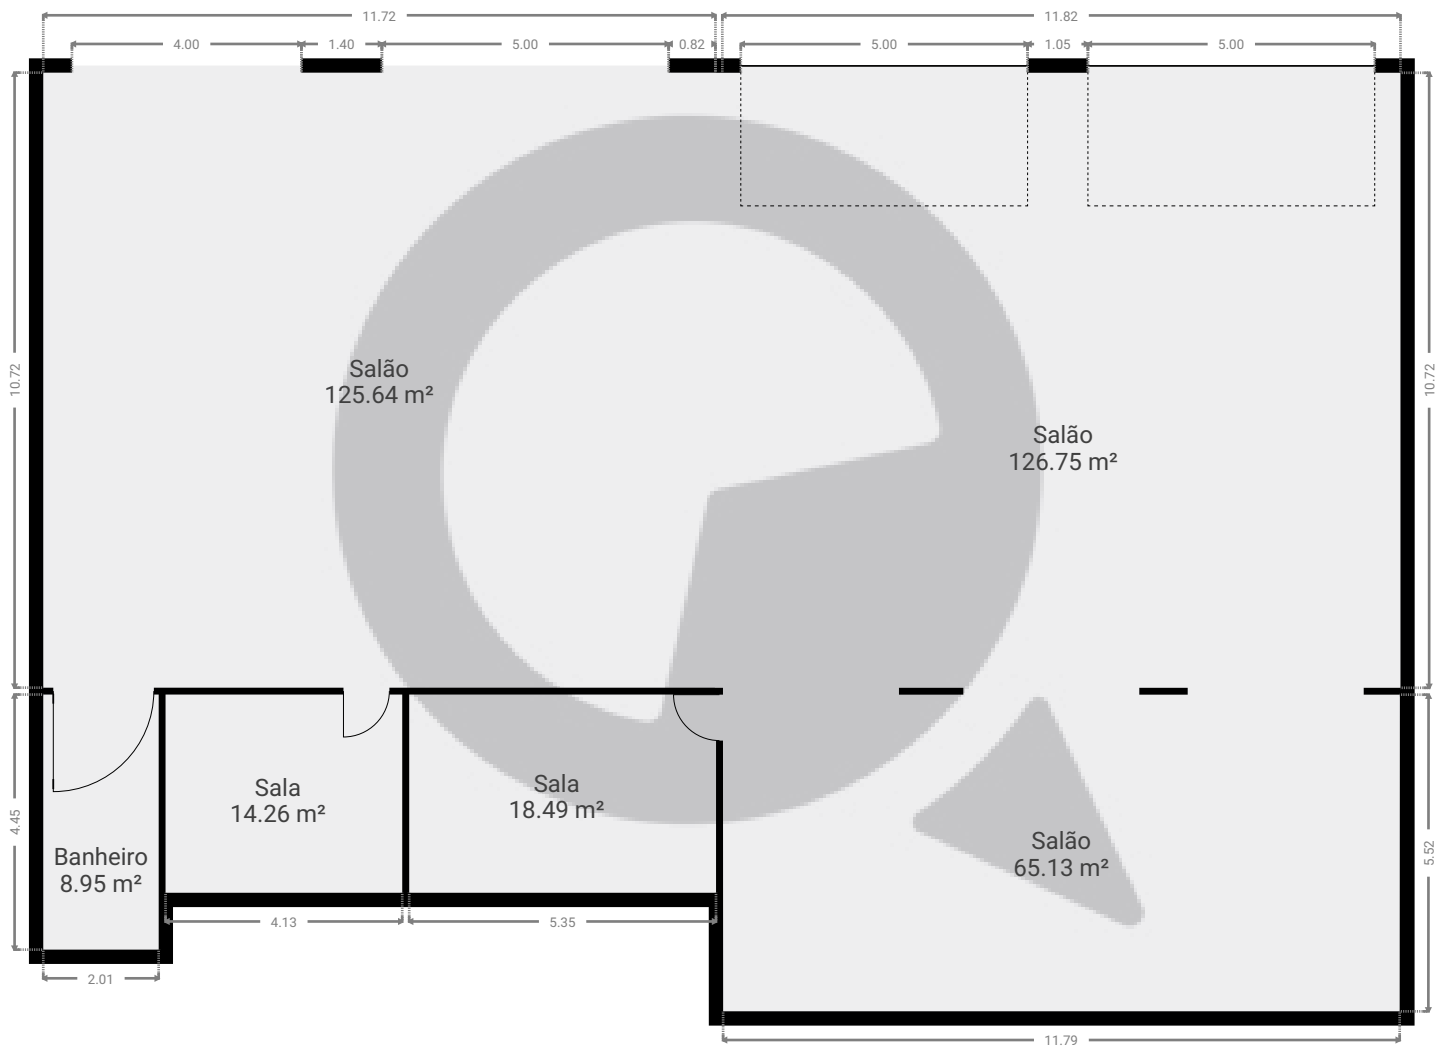 11.72
11.82
4.00
1.40
5.00
0.82
5.00
1.05
5.00
10.72
10.72
Salão
125.64 m²
Salão
126.75 m²
4.45
Sala
14.26 m²
Sala
18.49 m²
Banheiro
8.95 m²
Salão
65.13 m²
5.52
4.13
5.35
2.01
11.79